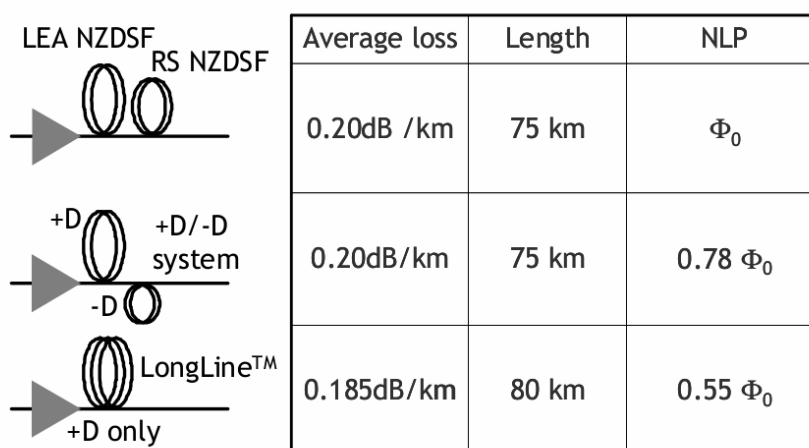 Average loss Length NLP
LEA NZDSF
RS NZDSF
0.20dB /km 75 km Φ₀
+D
+D/-D
system
-D
0.20dB/km 75 km 0.78 Φ₀
LongLine™
+D only
0.185dB/km 80 km 0.55 Φ₀